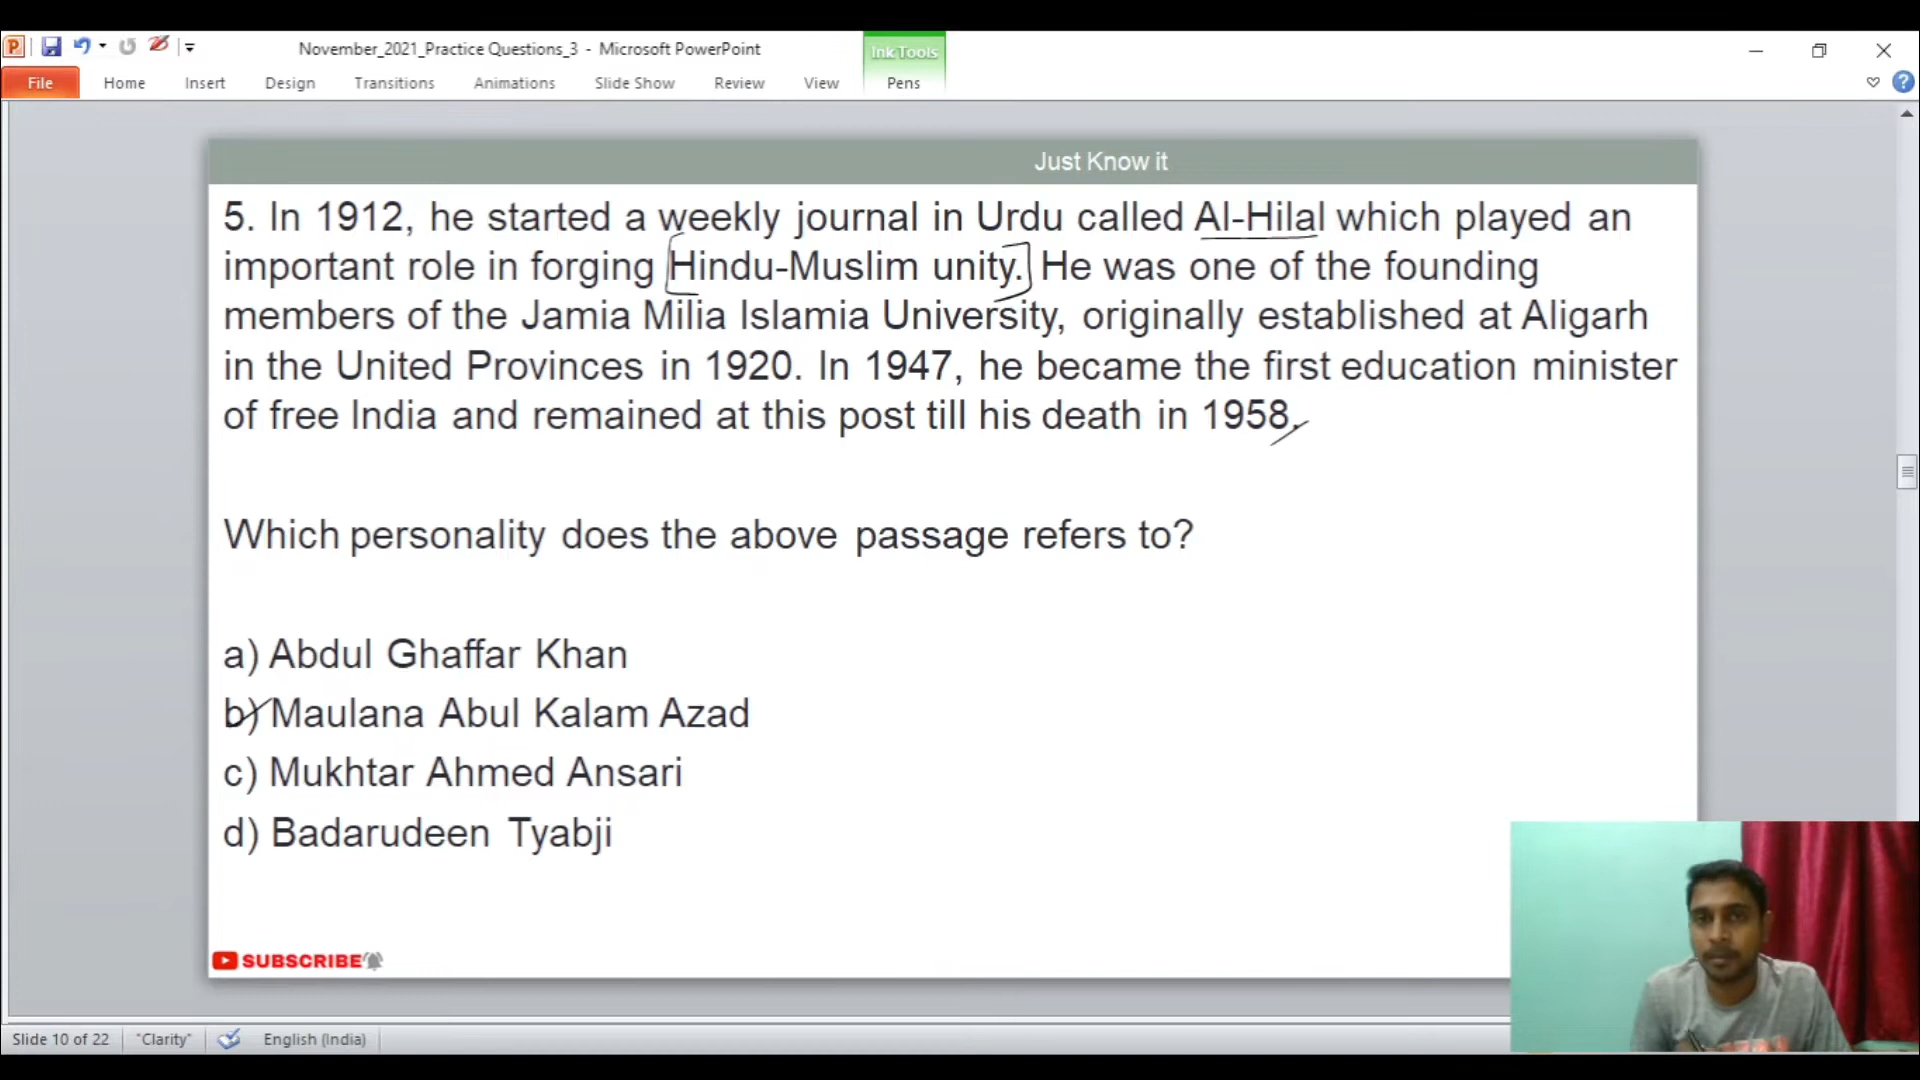 November_2021_Practice Questions_3 - Microsoft PowerPoint
Ink Tools
File Home Insert Design Transitions Animations Slide Show Review View Pens
Just Know it
5. In 1912, he started a weekly journal in Urdu called Al-Hilal which played an
important role in forging Hindu-Muslim unity. He was one of the founding
members of the Jamia Milia Islamia University, originally established at Aligarh
in the United Provinces in 1920. In 1947, he became the first education minister
of free India and remained at this post till his death in 1958.
Which personality does the above passage refers to?
a) Abdul Ghaffar Khan
b) Maulana Abul Kalam Azad
c) Mukhtar Ahmed Ansari
d) Badarudeen Tyabji
SUBSCRIBE
Slide 10 of 22 "Clarity" English (India)